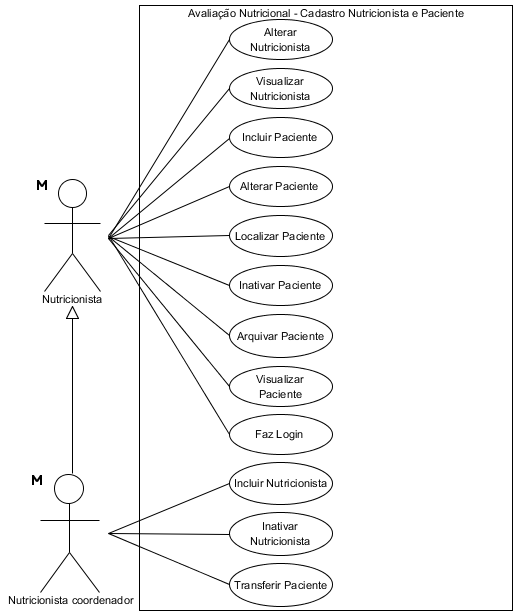 Avaliação Nutricional - Cadastro Nutricionista e Paciente
Alterar
Nutricionista
Visualizar
Nutricionista
Incluir Paciente
M
Alterar Paciente
Localizar Paciente
Inativar Paciente
Nutricionista
Arquivar Paciente
Visualizar
Paciente
Faz Login
M
Incluir Nutricionista
Inativar
Nutricionista
Transferir Paciente
Nutricionista coordenador